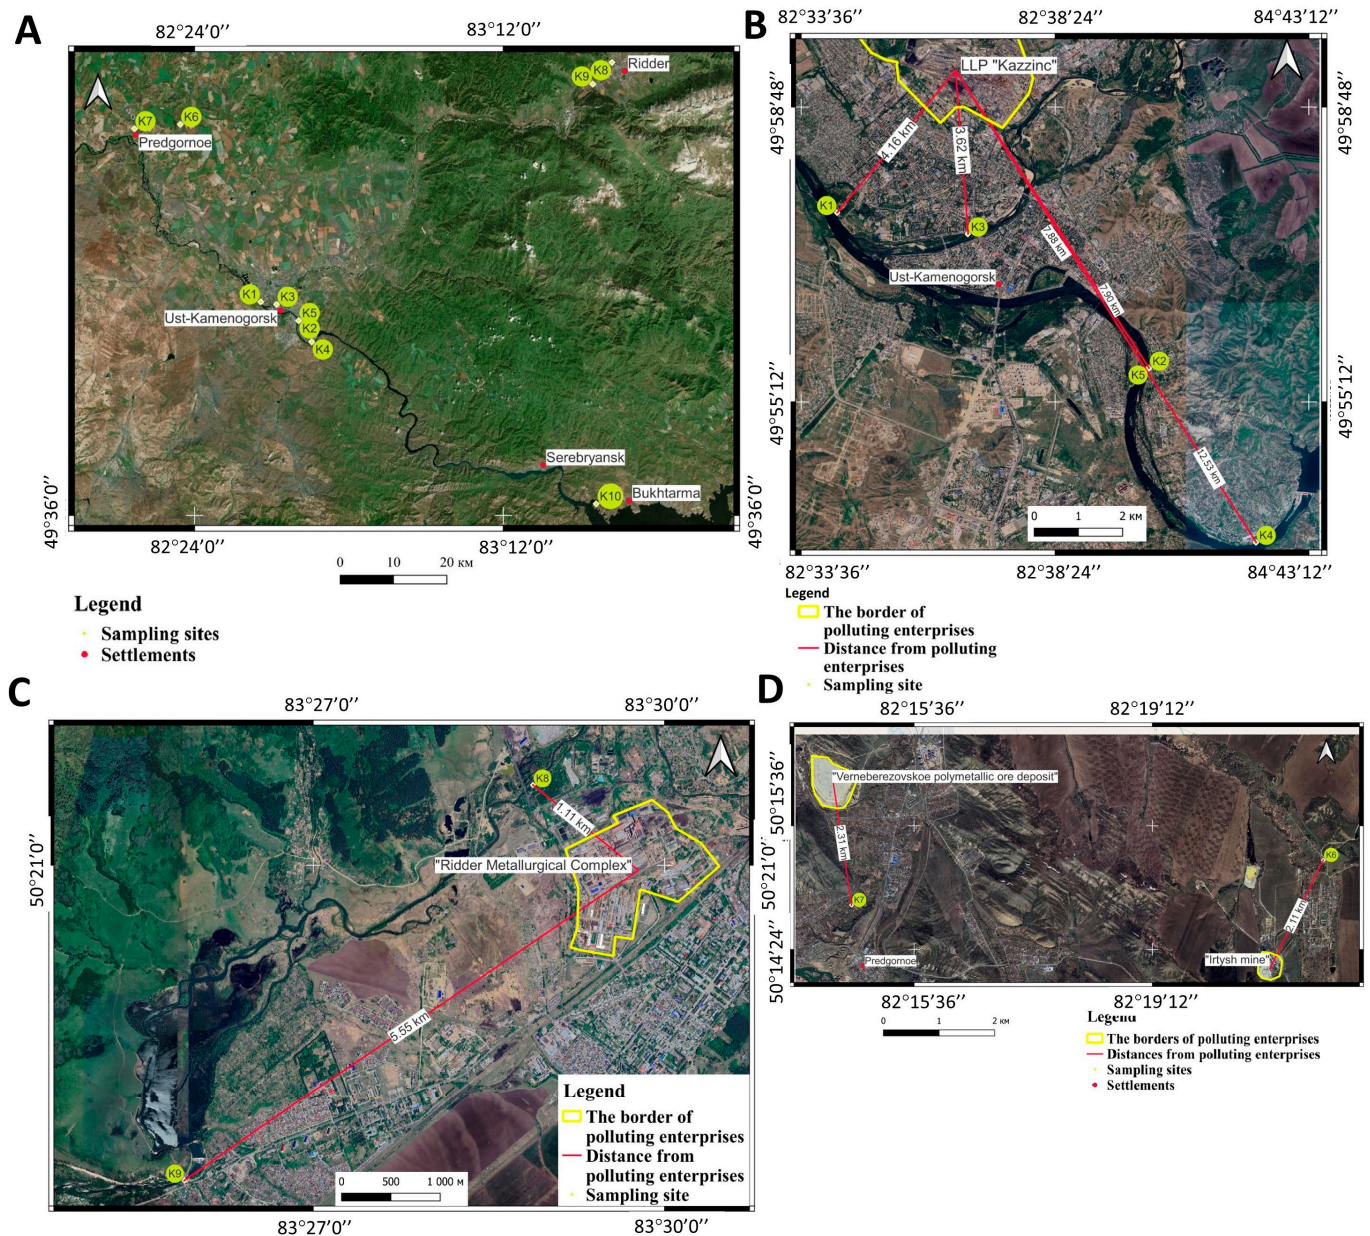 A
82°24′0′′
83°12′0′′
K9
K8
Ridder
K7
K6
Predgornoe
K1
K3
Ust-Kamenogorsk
K5
K2
K4
Serebryansk
K10
Bukhtarma
49°36′0′′
49°36′0′′
82°24′0′′
83°12′0′′
0 10 20 км
Legend
Sampling sites
Settlements
B
82°33′36′′
82°38′24′′
84°43′12′′
LLP "Kazzinc"
49°58′48′′
49°58′48′′
4.16 km
3.62 km
K1
K3
7.88 km
Ust-Kamenogorsk
7.90 km
K2
K5
49°55′12′′
49°55′12′′
12.53 km
0 1 2 км
K4
82°33′36′′
82°38′24′′
84°43′12′′
Legend
The border of
polluting enterprises
Distance from polluting
enterprises
Sampling site
C
83°27′0′′
83°30′0′′
K8
1.11 km
"Ridder Metallurgical Complex"
50°21′0′′
50°21′0′′
5.55 km
K9
0 500 1 000 м
Legend
The border of
polluting enterprises
Distance from
polluting enterprises
Sampling site
83°27′0′′
83°30′0′′
D
82°15′36′′
82°19′12′′
"Verneberezovskoe polymetallic ore deposit"
50°15′36′′
50°15′36′′
2.31 km
K6
K7
2.11 km
Predgornoe
"Irtysh mine"
50°14′24′′
50°14′24′′
82°15′36′′
82°19′12′′
0 1 2 км
Legend
The borders of polluting enterprises
Distances from polluting enterprises
Sampling sites
Settlements